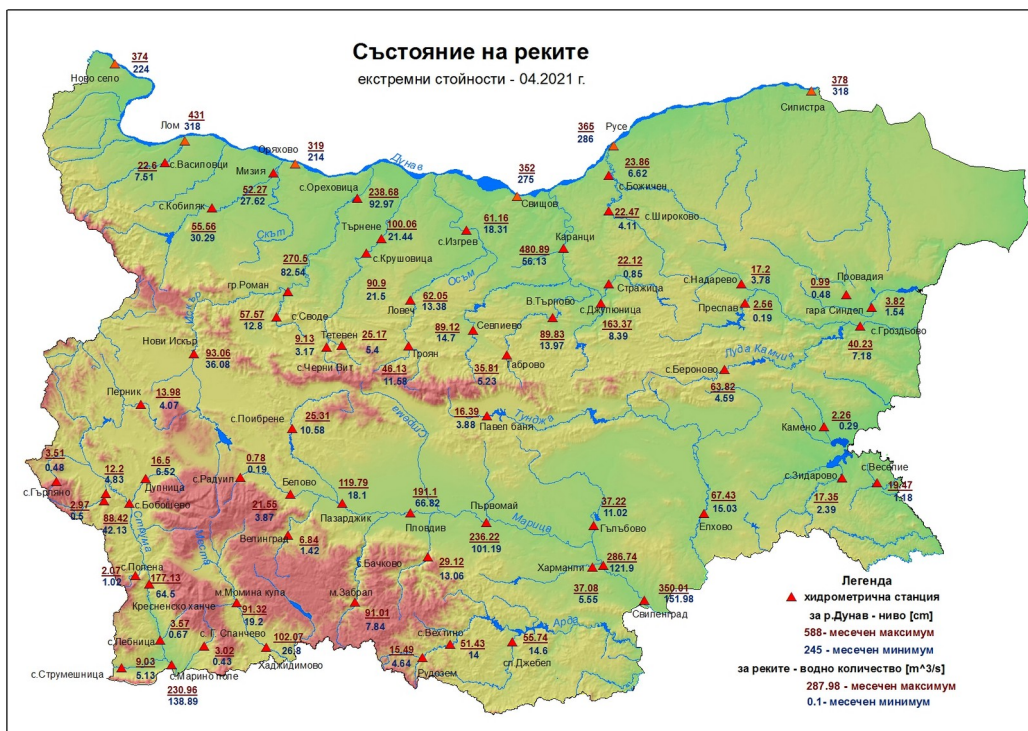 Състояние на реките
екстремни стойности - 04.2021 г.
374
224
Ново село
378
318
Силистра
431
318
Лом
365
286
Русе
319
214
Оряхово
Дунав
352
275
Свищов
22.6
7.51
с.Василовци
Мизия
52.27
27.62
с.Ореховица
238.68
92.97
23.86
6.62
с.Божичен
с.Кобиляк
55.56
30.29
Скът
Търнене
100.06
21.44
с.Крушовица
61.16
18.31
с.Изгрев
22.47
4.11
с.Широково
480.89
56.13
Каранци
270.5
82.54
гр.Роман
Искър
90.9
21.5
Ловеч
Осъм
62.05
13.38
22.12
0.85
Стражица
с.Надарево
17.2
3.78
0.99
0.48
Провадия
57.57
12.8
с.Своде
В.Търново
с.Джулюница
163.37
8.39
Преслав
2.56
0.19
гара Синдел
3.82
1.54
с.Гроздьово
40.23
7.18
Нови Искър
93.06
36.08
9.13
3.17
с.Черни Вит
Тетевен
25.17
5.4
Троян
46.13
11.58
89.12
14.7
Севлиево
89.83
13.97
35.81
5.23
Габрово
Луда Камчия
с.Бероново
63.82
4.59
Перник
13.98
4.07
с.Поибрене
25.31
10.58
Стряма
16.39
3.88
Павел баня
Тунджа
2.26
0.29
Камено
3.51
0.48
с.Гърляно
12.2
4.83
16.5
6.52
Дупница
с.Радуил
0.78
0.19
Белово
21.55
3.87
119.79
18.1
Пазарджик
191.1
66.82
Пловдив
Първомай
236.22
101.19
Марица
37.22
11.02
Гълъбово
67.43
15.03
Елхово
с.Зидарово
17.35
2.39
с.Веселие
19.47
1.18
2.97
0.5
с.Бобошево
88.42
42.13
Струма
Места
Велинград
6.84
1.42
с.Бачково
29.12
13.06
Харманли
286.74
121.9
37.08
5.55
350.01
151.98
Свиленград
2.07
1.02
с.Полена
177.13
64.5
Кресненско ханче
м.Момина кула
91.32
19.2
м.Забрал
91.01
7.84
3.57
0.67
с.Лебница
3.02
0.43
с. Г. Спанчево
102.07
26.8
Хаджидимово
с.Струмешница
9.03
5.13
с.Марино поле
230.96
138.89
15.49
4.64
Рудозем
с.Вехтино
51.43
14
Арда
55.74
14.6
сл.Джебел
Легенда
хидрометрична станция
за р.Дунав - ниво [cm]
588- месечен максимум
245 - месечен минимум
за реките - водно количество [m^3/s]
287.98 - месечен максимум
0.1- месечен минимум